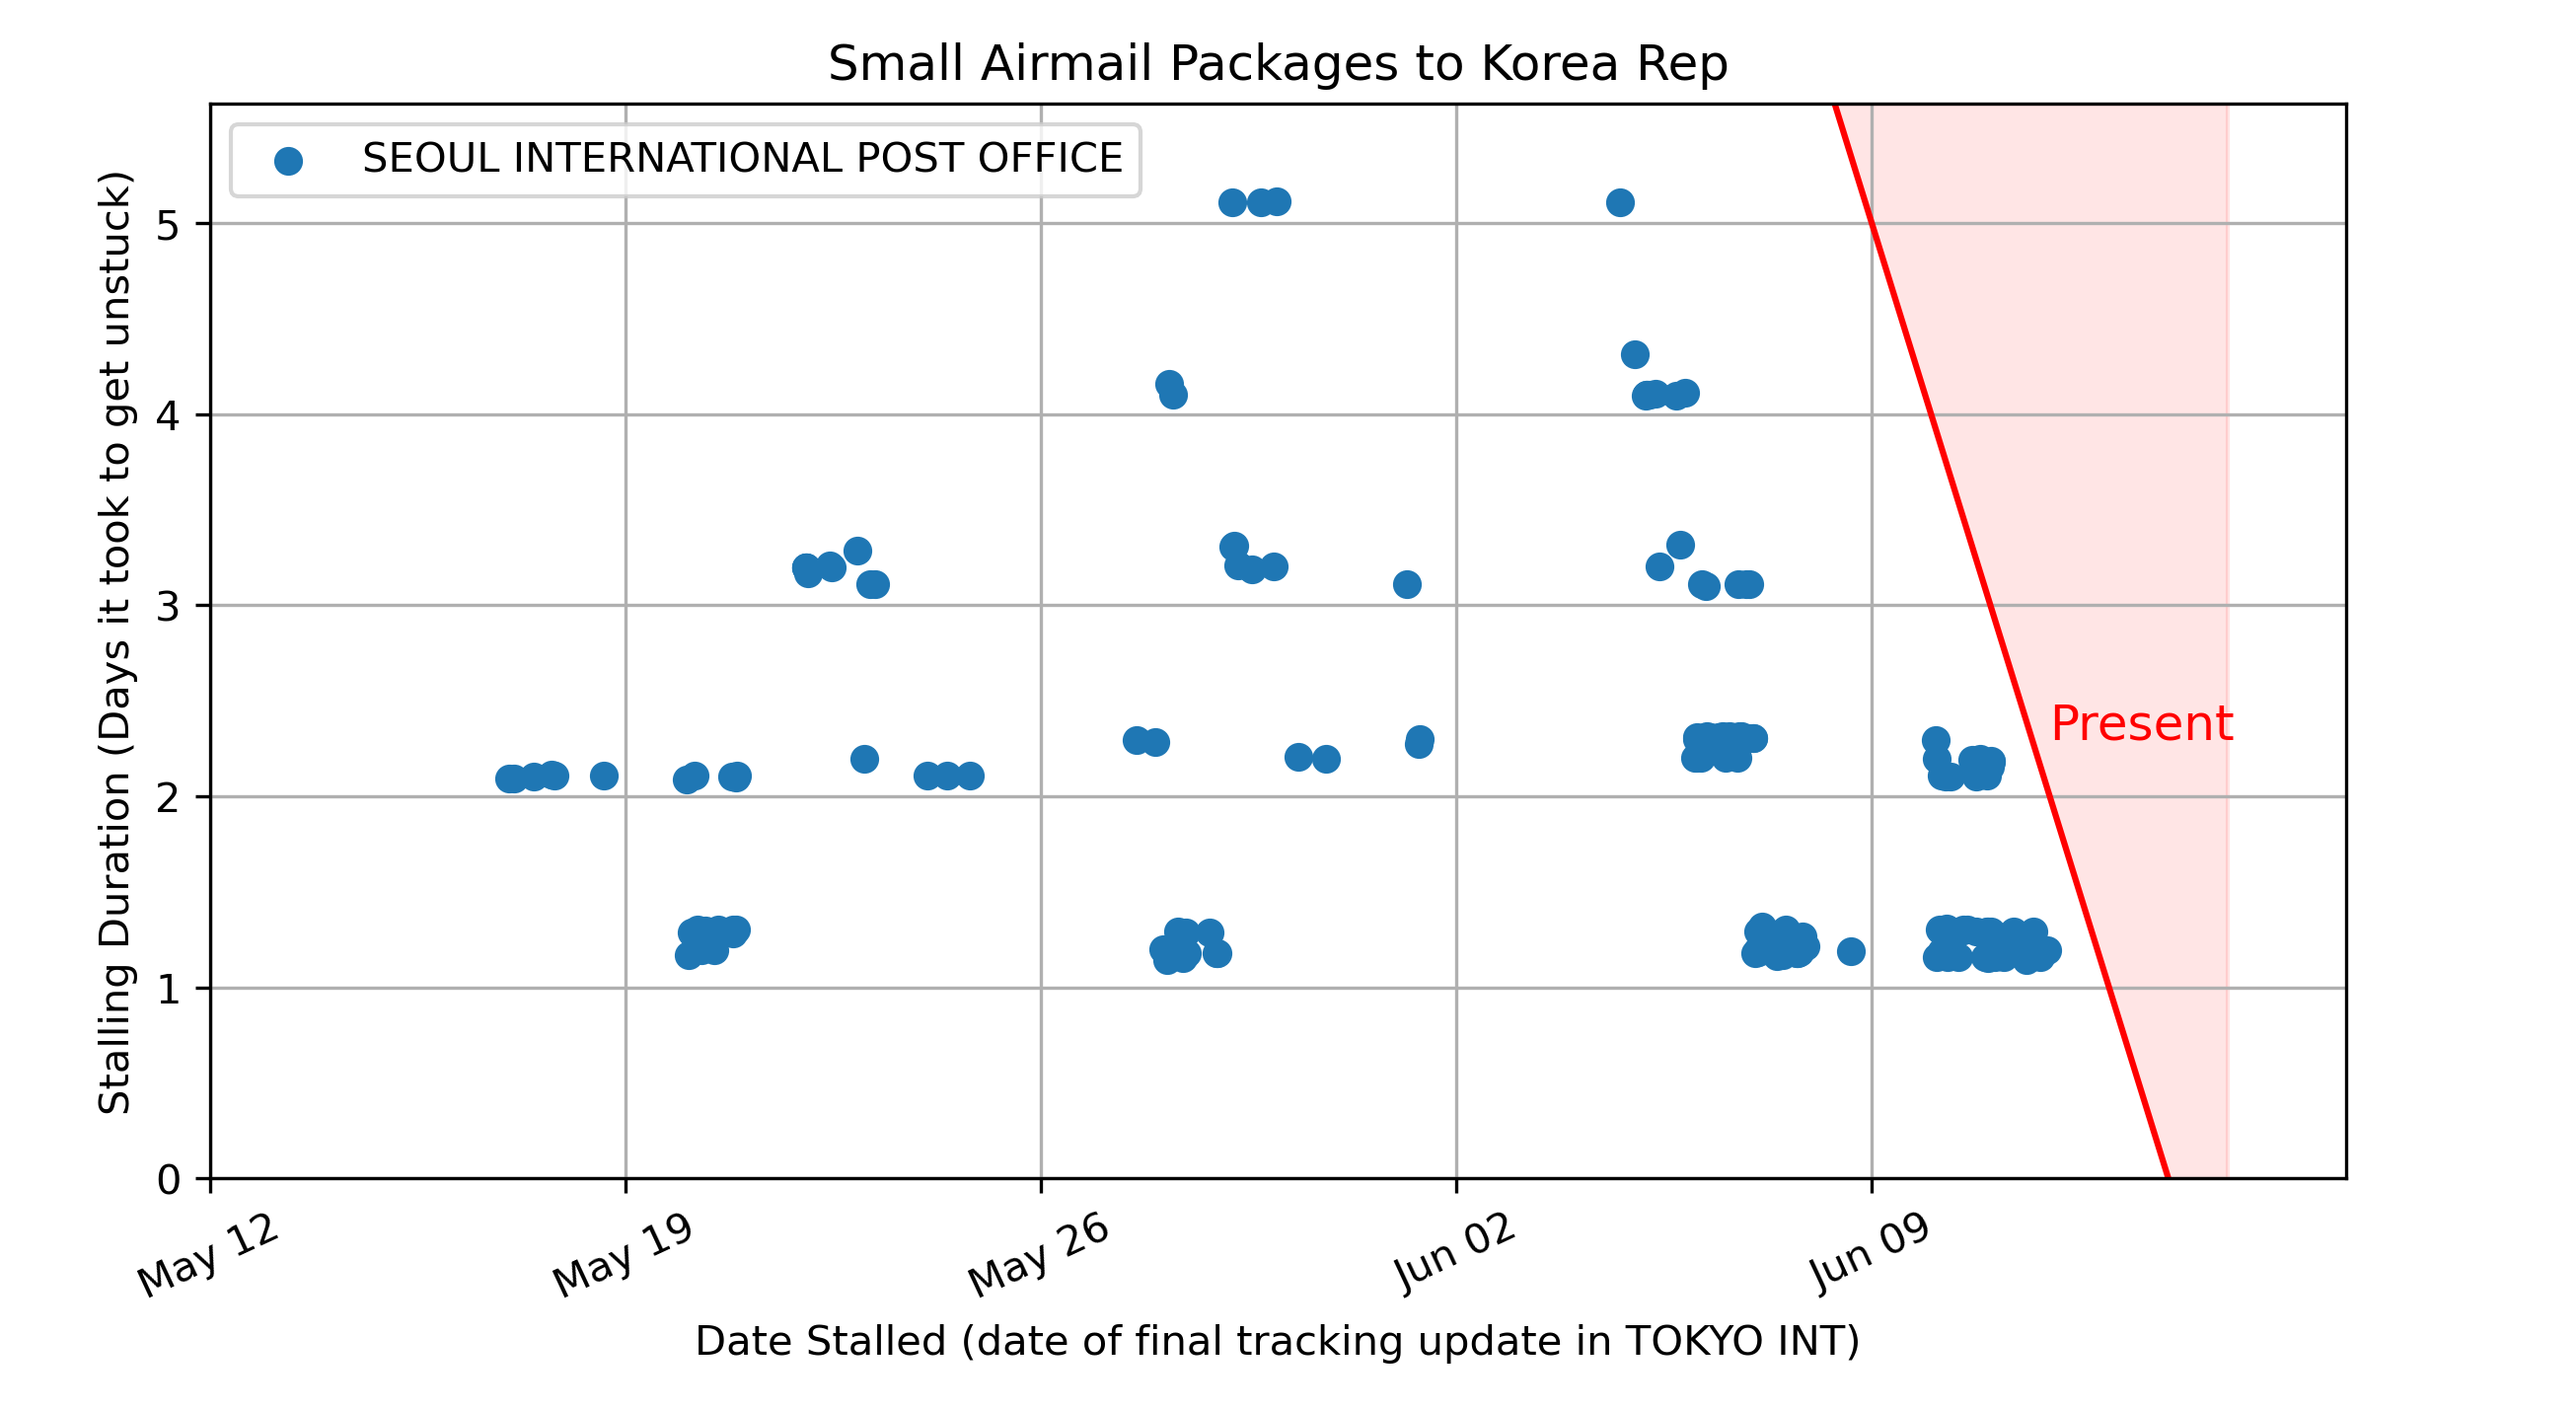 Small Airmail Packages to Korea Rep
SEOUL INTERNATIONAL POST OFFICE
Stalling Duration (Days it took to get unstuck)
5
4
3
2
1
0
Present
May 12
May 19
May 26
Jun 02
Jun 09
Date Stalled (date of final tracking update in TOKYO INT)